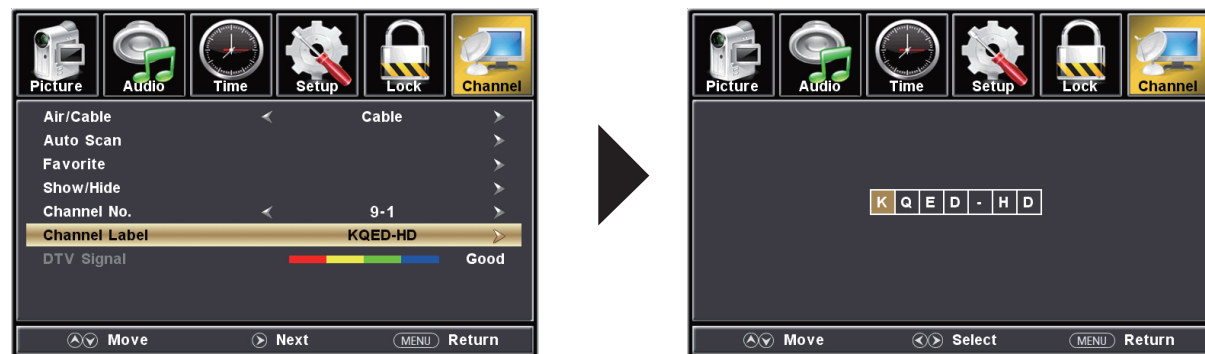 Picture Audio Time Setup Lock Channel
Air/Cable Cable
Auto Scan
Favorite
Show/Hide
Channel No. 9-1
Channel Label KQED-HD
DTV Signal Good
Move Next MENU Return
Picture Audio Time Setup Lock Channel
KQED-HD
Move Select MENU Return